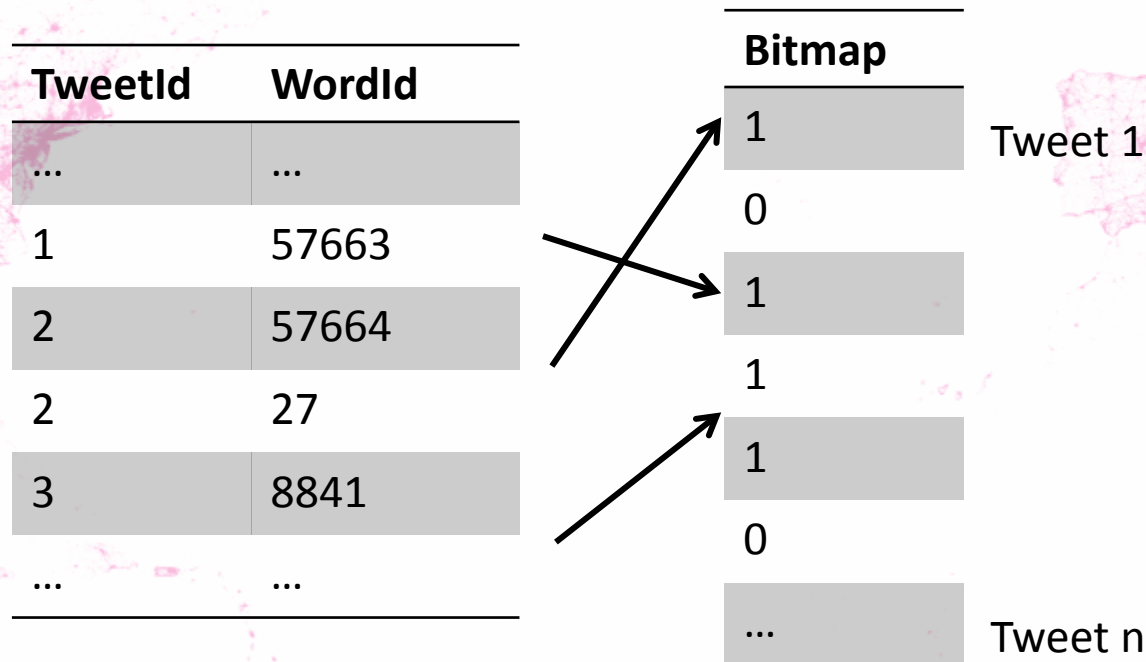 TweetId WordId
... ...
1 57663
2 57664
2 27
3 8841
... ...
Bitmap
1 Tweet 1
0
1
1
1
0
... Tweet n